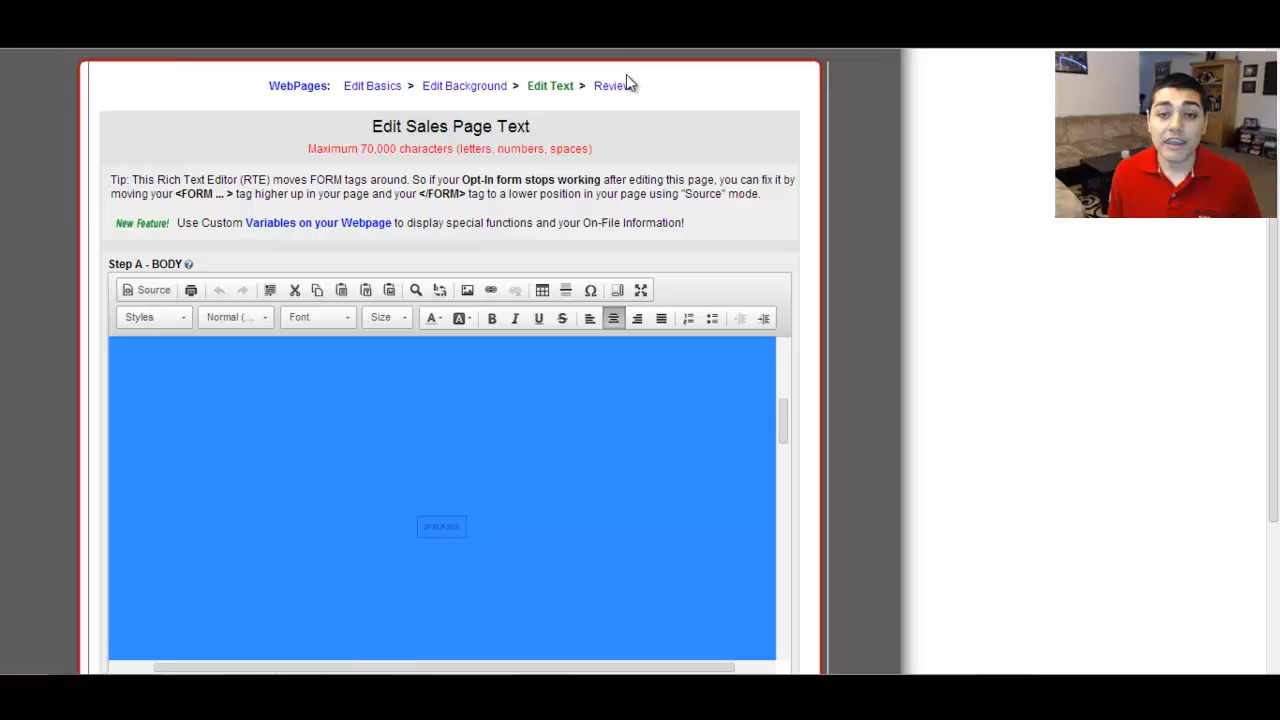 WebPages: Edit Basics > Edit Background > Edit Text > Review
Edit Sales Page Text
Maximum 70,000 characters (letters, numbers, spaces)
Tip: This Rich Text Editor (RTE) moves FORM tags around. So if your Opt-In form stops working after editing this page, you can fix it by
moving your <FORM ... > tag higher up in your page and your </FORM> tag to a lower position in your page using "Source" mode.
New Feature! Use Custom Variables on your Webpage to display special functions and your On-File Information!
Step A - BODY
Source
Styles Normal (... Font Size A A B I U S
IFRAME